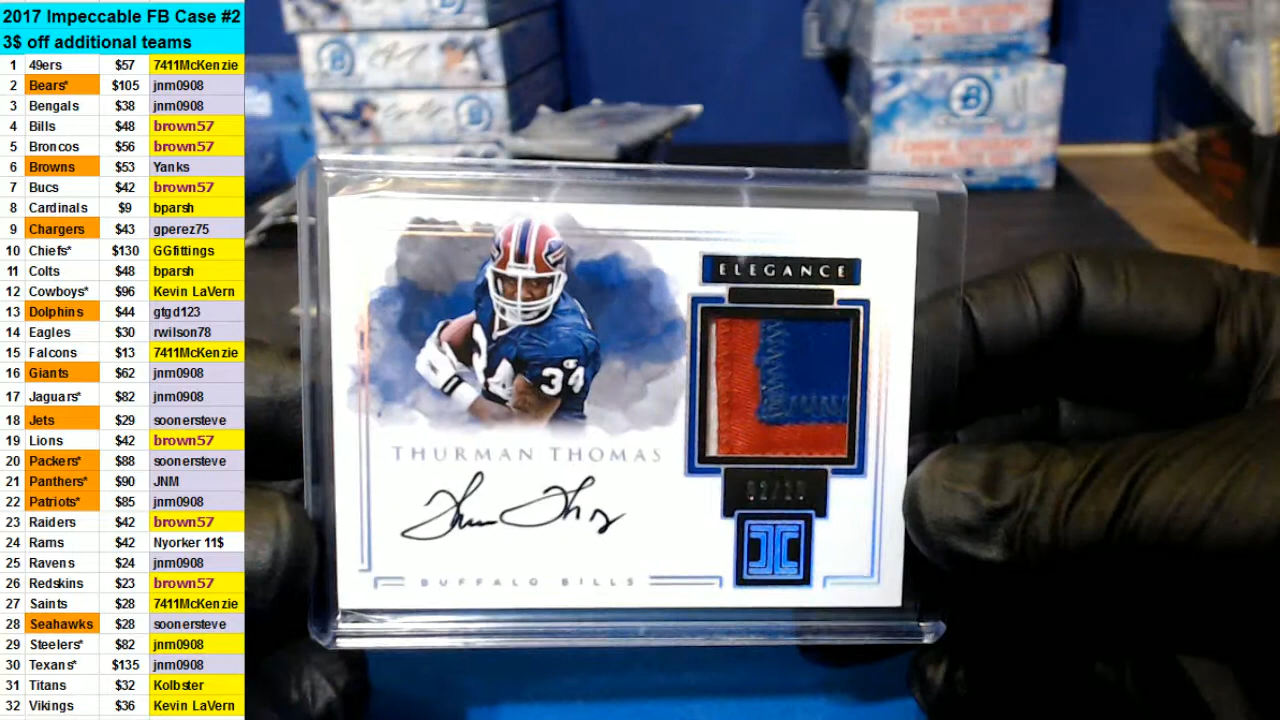 2017 Impeccable FB Case #2
3$ off additional teams
1 49ers $57 7411McKenzie
2 Bears* $105 jnm0908
3 Bengals $38 jnm0908
4 Bills $48 brown57
5 Broncos $56 brown57
6 Browns $53 Yanks
7 Bucs $42 brown57
8 Cardinals $9 bparsh
9 Chargers $43 gperez75
10 Chiefs* $130 GGfittings
11 Colts $48 bparsh
12 Cowboys* $96 Kevin LaVern
13 Dolphins $44 gtgd123
14 Eagles $30 rwilson78
15 Falcons $13 7411McKenzie
16 Giants $62 jnm0908
17 Jaguars* $82 jnm0908
18 Jets $29 soonersteve
19 Lions $42 brown57
20 Packers* $88 soonersteve
21 Panthers* $90 JNM
22 Patriots* $85 jnm0908
23 Raiders $42 brown57
24 Rams $42 Nyorker 11$
25 Ravens $24 jnm0908
26 Redskins $23 brown57
27 Saints $28 7411McKenzie
28 Seahawks $28 soonersteve
29 Steelers* $82 jnm0908
30 Texans* $135 jnm0908
31 Titans $32 Kolbster
32 Vikings $36 Kevin LaVern
ELEGANCE
34
34
THURMAN THOMAS
BUFFALO BILLS
B